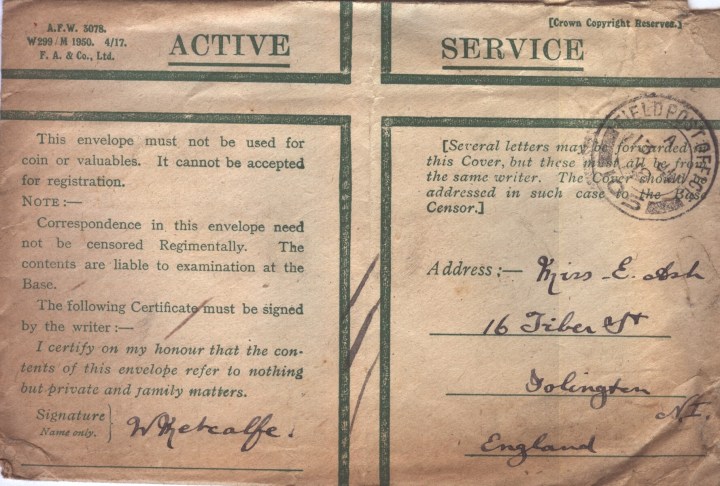 A.F.W. 5078.
W299/M 1950. 4/17.
F. A. & Co., Ltd.
ACTIVE SERVICE
[Crown Copyright Reserved.]
This envelope must not be used for
coin or valuables. It cannot be accepted
for registration.
NOTE:—
Correspondence in this envelope need
not be censored Regimentally. The
contents are liable to examination at the
Base.
The following Certificate must be signed
by the writer:—
I certify on my honour that the con-
tents of this envelope refer to nothing
but private and family matters.
Signature
Name only.
W Metcalfe.
FIELD POST OFFICE
[Several letters may be forwarded in
this Cover, but these must all be from
the same writer. The Cover should be
addressed in such case to the Base
Censor.]
Address:— Miss E. Ash
16 Tiber St
Islington
N.I.
England